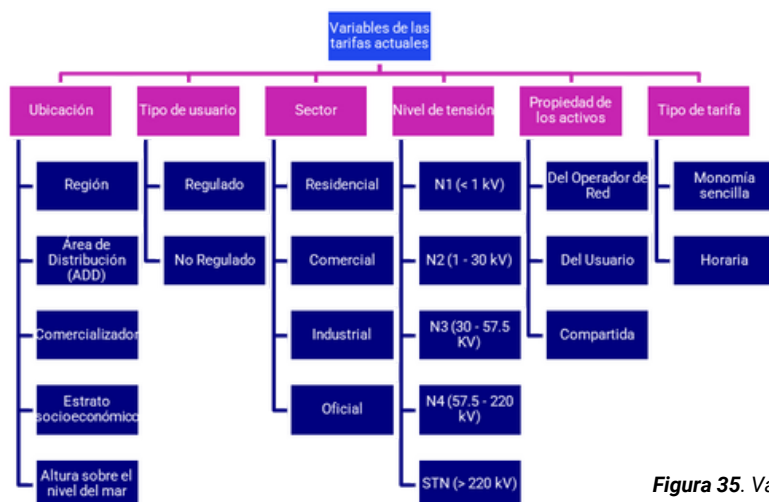 Variables de las
tarifas actuales
Ubicación
Tipo de usuario
Sector
Nivel de tensión
Propiedad de
los activos
Tipo de tarifa
Región
Área de
Distribución
(ADD)
Comercializador
Estrato
socioeconómico
Altura sobre el
nivel del mar
Regulado
No Regulado
Residencial
Comercial
Industrial
Oficial
N1 (< 1 kV)
N2 (1 - 30 kV)
N3 (30 - 57.5
KV)
N4 (57.5 - 220
kV)
STN (> 220 kV)
Del Operador de
Red
Del Usuario
Compartida
Monomía
sencilla
Horaria
Figura 35. Va